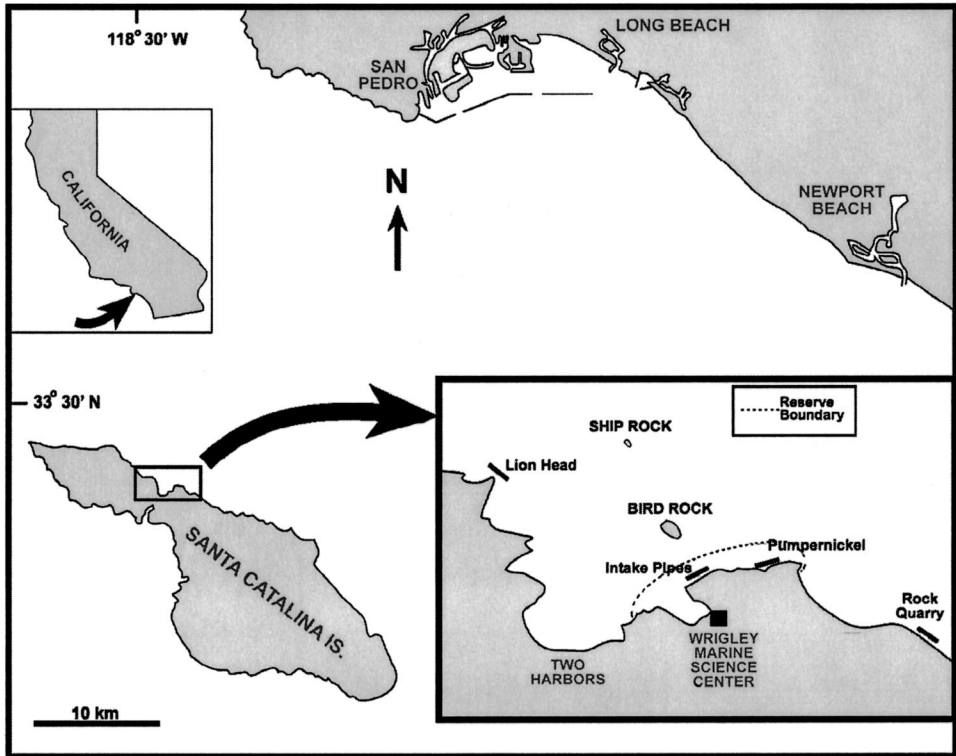 118° 30' W
LONG BEACH
SAN
PEDRO
N
CALIFORNIA
NEWPORT
BEACH
33° 30' N
Reserve
Boundary
SHIP ROCK
Lion Head
BIRD ROCK
Pumpernickel
Intake Pipes
SANTA CATALINA IS.
Rock
Quarry
WRIGLEY
MARINE
SCIENCE
CENTER
TWO
HARBORS
10 km